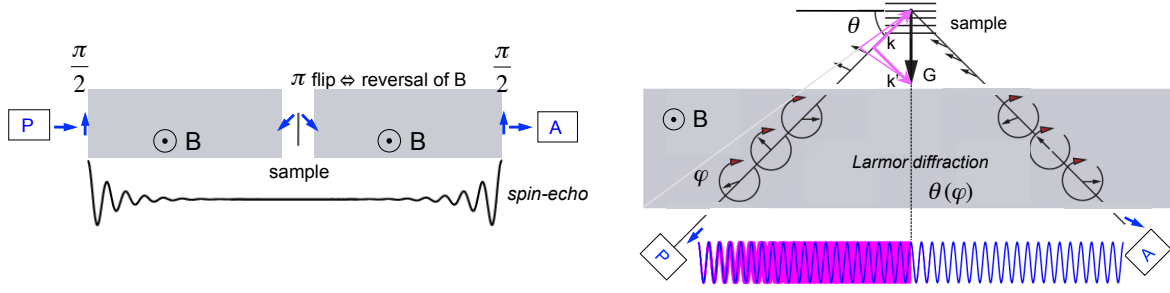 π/2
π flip ⇔ reversal of B
π/2
P
B
B
A
sample
spin-echo
θ
k
sample
G
k'
B
Larmor diffraction
φ
θ(φ)
P
A